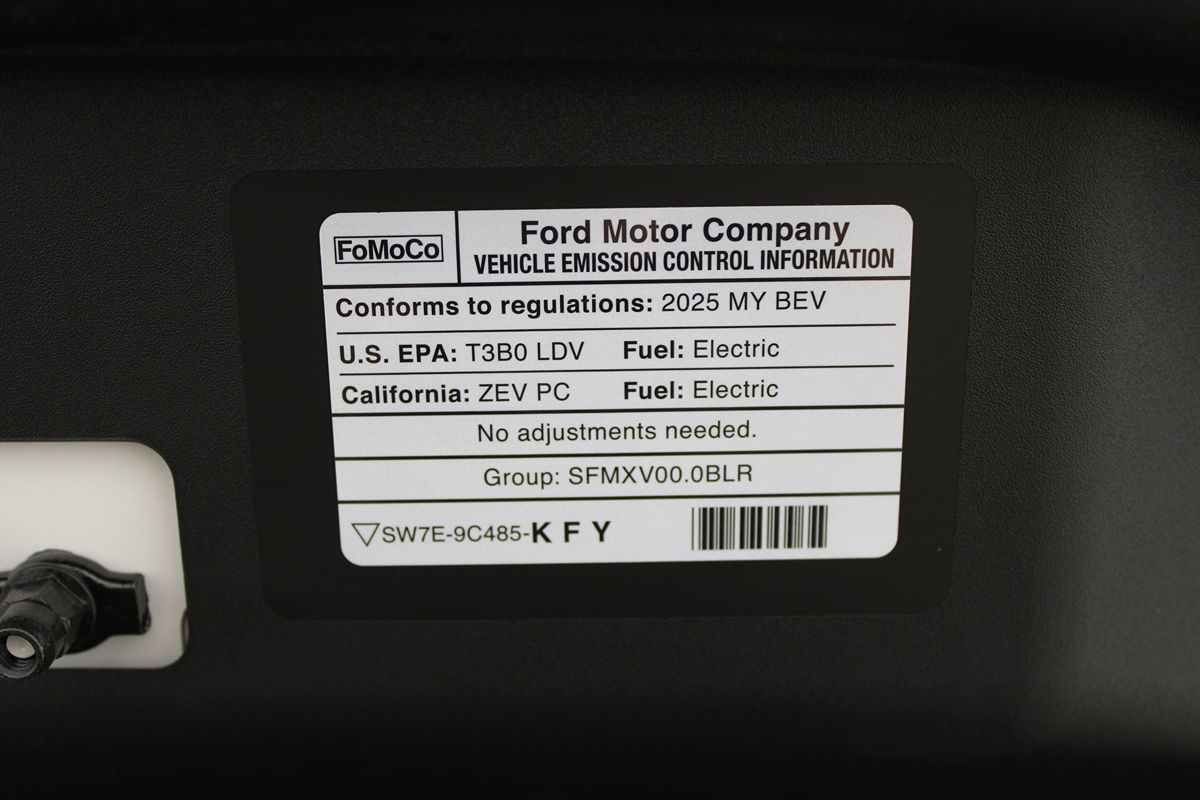 FoMoCo
Ford Motor Company
VEHICLE EMISSION CONTROL INFORMATION
Conforms to regulations: 2025 MY BEV
U.S. EPA: T3B0 LDV Fuel: Electric
California: ZEV PC Fuel: Electric
No adjustments needed.
Group: SFMXV00.0BLR
SW7E-9C485-K F Y